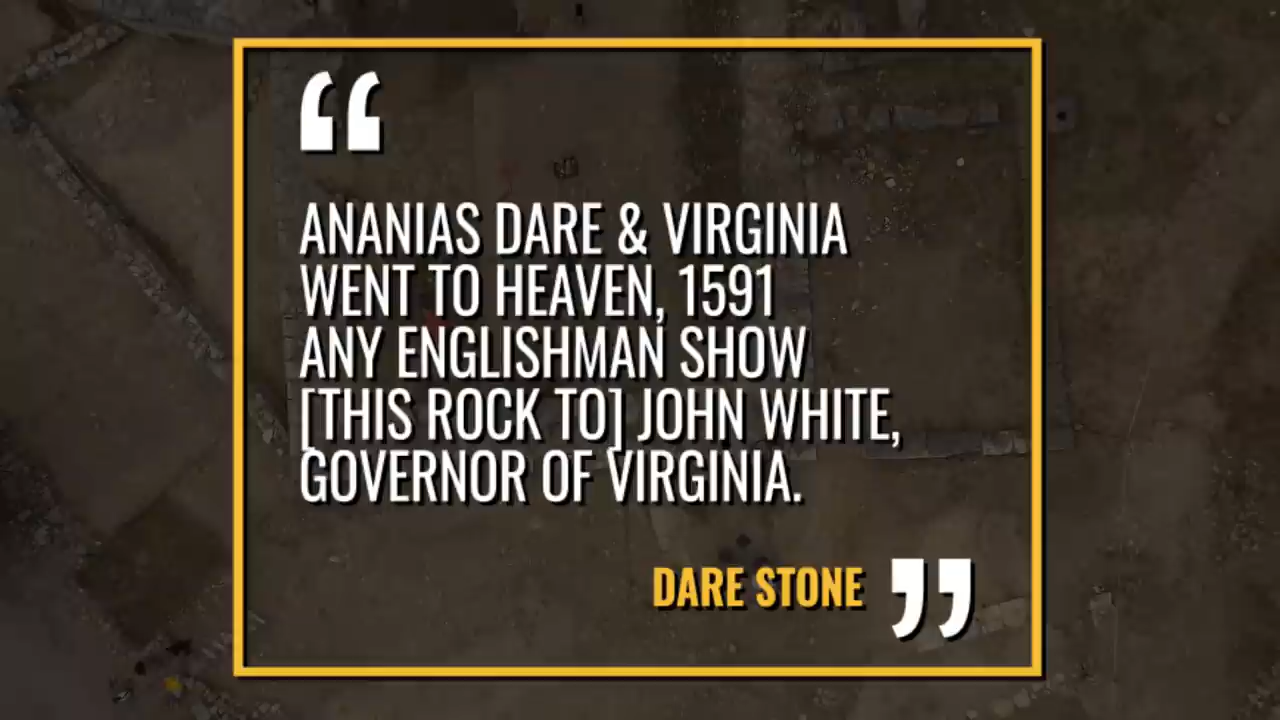 “
ANANIAS DARE & VIRGINIA
WENT TO HEAVEN, 1591
ANY ENGLISHMAN SHOW
[THIS ROCK TO] JOHN WHITE,
GOVERNOR OF VIRGINIA.
DARE STONE ”